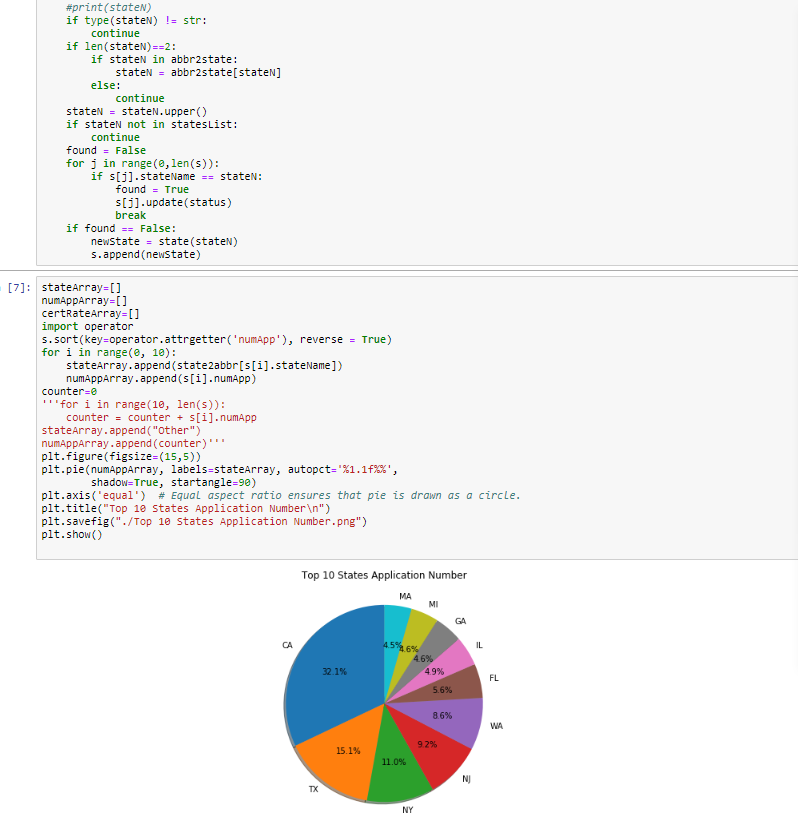 #print(stateN)
if type(stateN) != str:
continue
if len(stateN)==2:
if stateN in abbr2state:
stateN = abbr2state[stateN]
else:
continue
stateN = stateN.upper()
if stateN not in statesList:
continue
found = False
for j in range(0,len(s)):
if s[j].stateName == stateN:
found = True
s[j].update(status)
break
if found == False:
newState = state(stateN)
s.append(newState)
[7]:
stateArray=[]
numAppArray=[]
certRateArray=[]
import operator
s.sort(key=operator.attrgetter('numApp'), reverse = True)
for i in range(0, 10):
stateArray.append(state2abbr[s[i].stateName])
numAppArray.append(s[i].numApp)
counter=0
'''for i in range(10, len(s)):
counter = counter + s[i].numApp
stateArray.append("Other")
numAppArray.append(counter)'''
plt.figure(figsize=(15,5))
plt.pie(numAppArray, labels=stateArray, autopct='%1.1f%%',
shadow=True, startangle=90)
plt.axis('equal')  # Equal aspect ratio ensures that pie is drawn as a circle.
plt.title("Top 10 States Application Number\n")
plt.savefig("./Top 10 States Application Number.png")
plt.show()
Top 10 States Application Number
MA
MI
GA
CA
IL
4.5%
4.6%
4.6%
32.1%
4.9%
FL
5.6%
8.6%
WA
9.2%
15.1%
11.0%
NJ
TX
NY